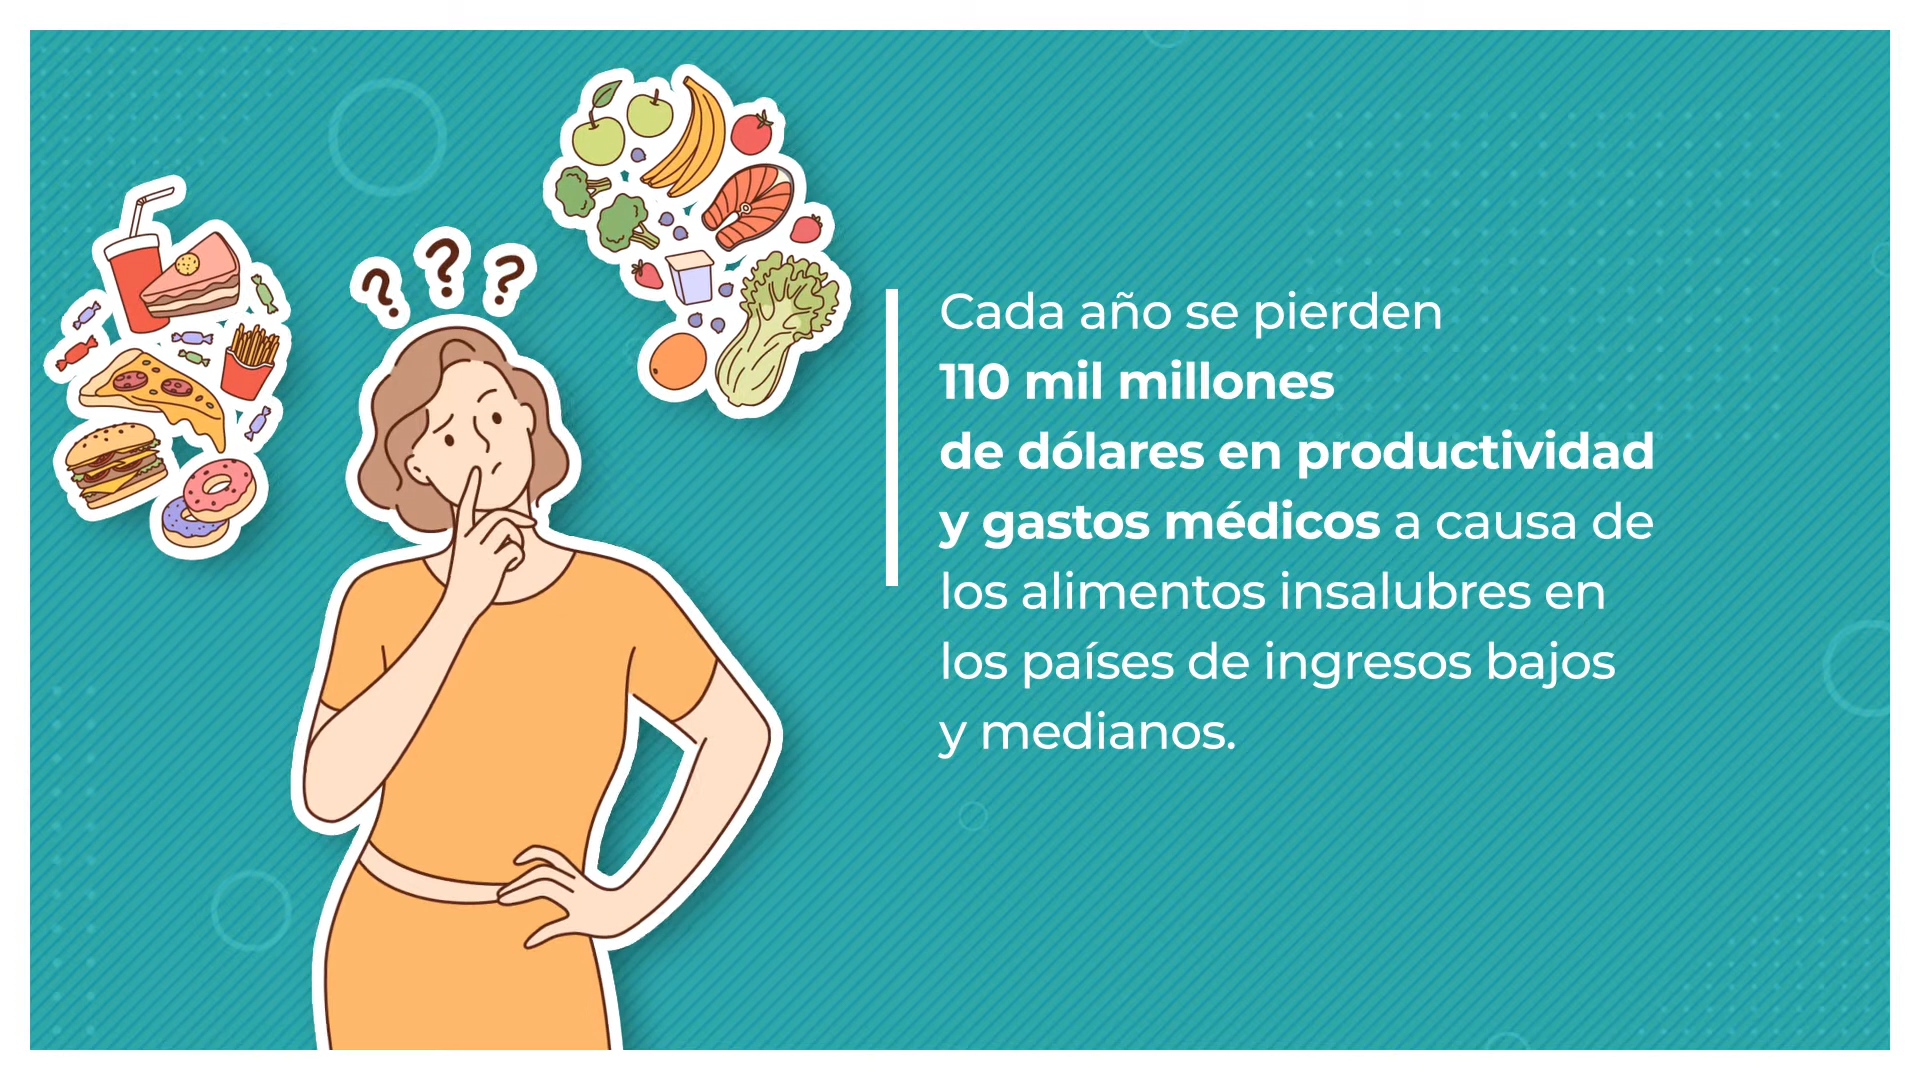 ? ? ?
Cada año se pierden
110 mil millones
de dólares en productividad
y gastos médicos a causa de
los alimentos insalubres en
los países de ingresos bajos
y medianos.